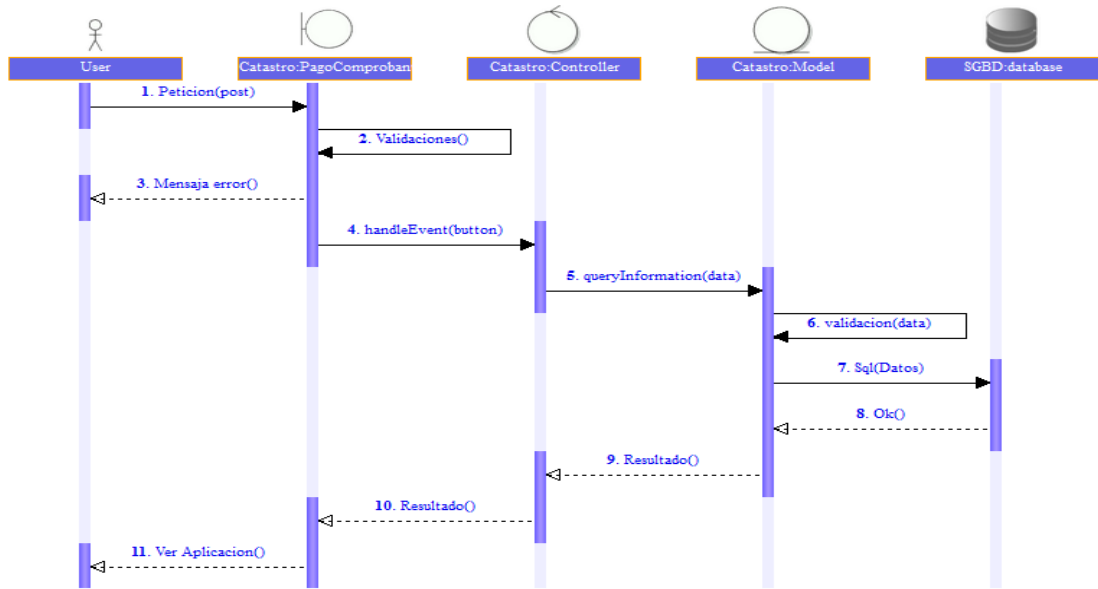 User
Catastro:PagoComproban
Catastro:Controller
Catastro:Model
SGBD:database
1. Peticion(post)
2. Validaciones()
3. Mensaja error()
4. handleEvent(button)
5. queryInformation(data)
6. validacion(data)
7. Sql(Datos)
8. Ok()
9. Resultado()
10. Resultado()
11. Ver Aplicacion()